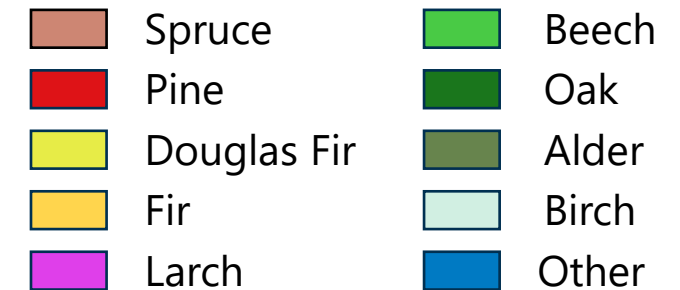 Spruce
Pine
Douglas Fir
Fir
Larch
Beech
Oak
Alder
Birch
Other